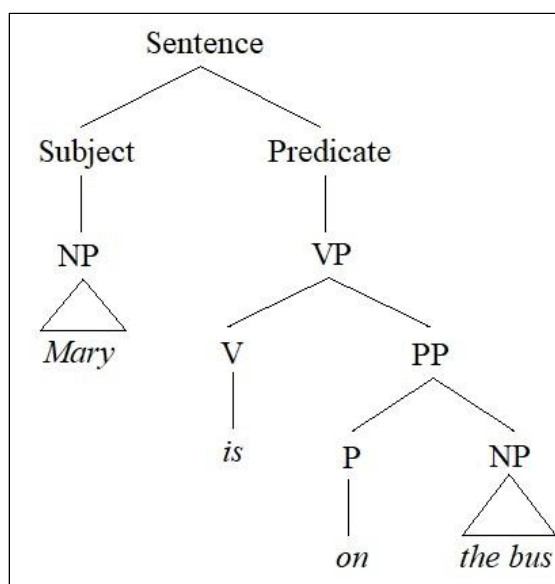 Sentence
Subject Predicate
NP VP
Mary V PP
is P NP
on the bus